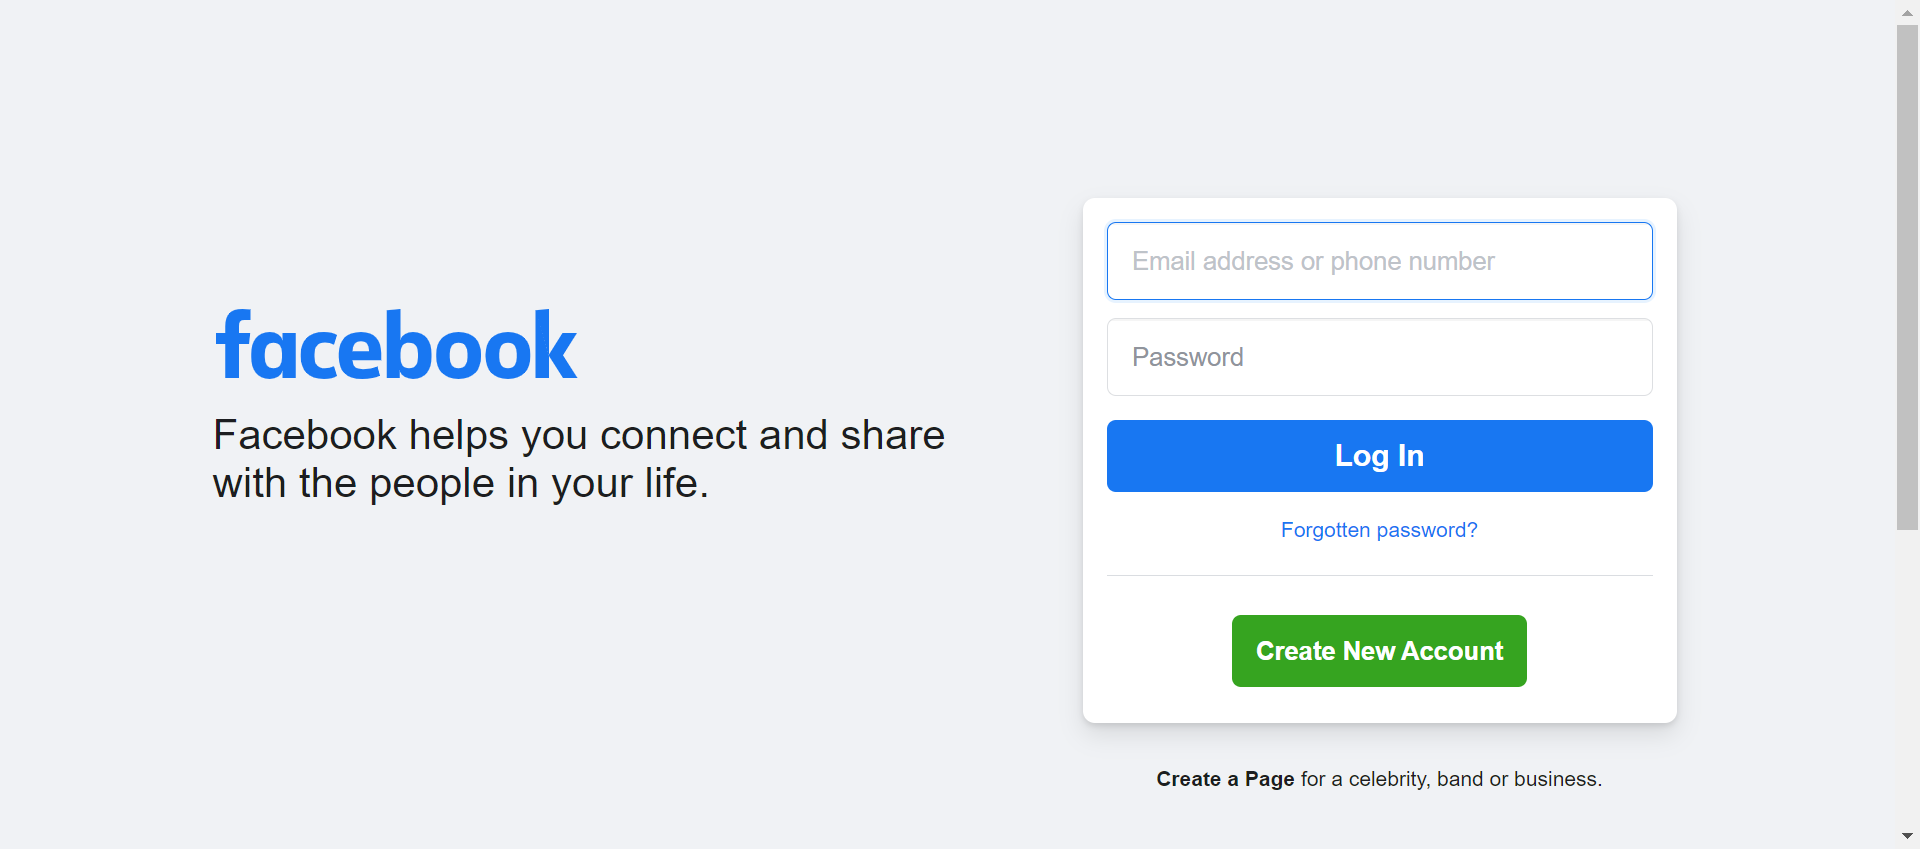 facebook
Facebook helps you connect and share
with the people in your life.
Email address or phone number
Password
Log In
Forgotten password?
Create New Account
Create a Page for a celebrity, band or business.